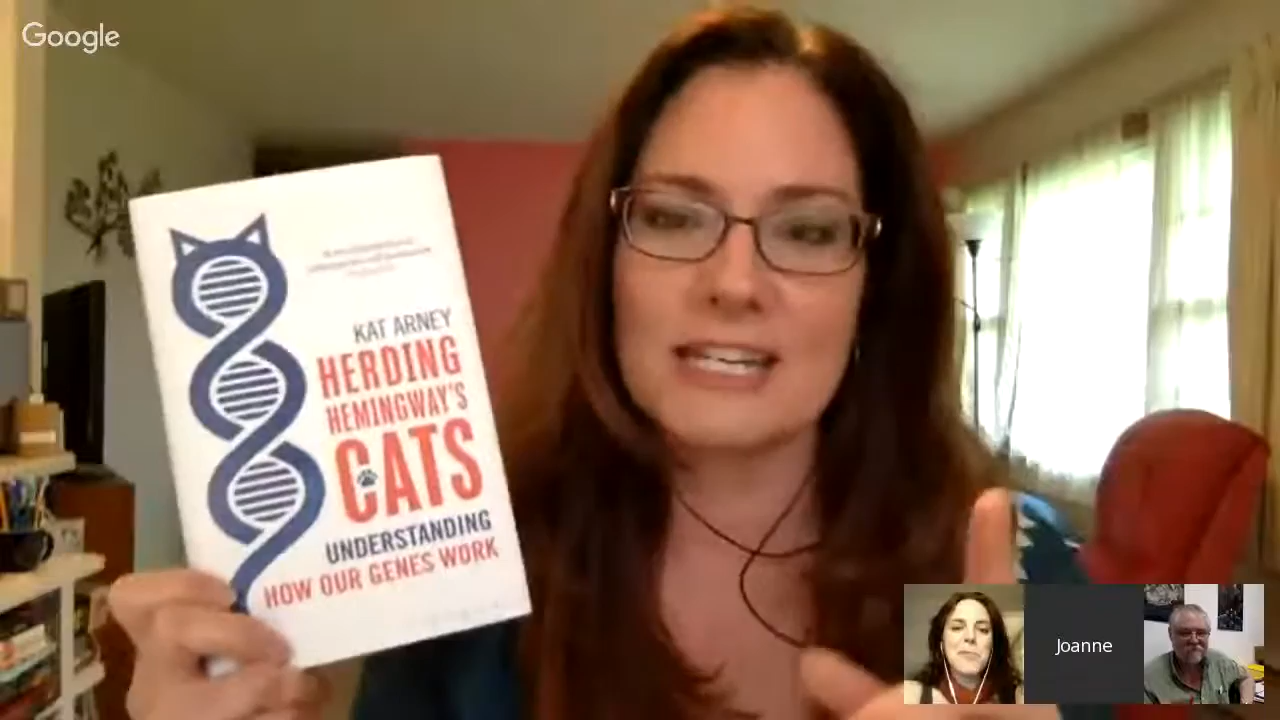 Google
KAT ARNEY
HERDING
HEMINGWAY'S
CATS
UNDERSTANDING
HOW OUR GENES WORK
Joanne